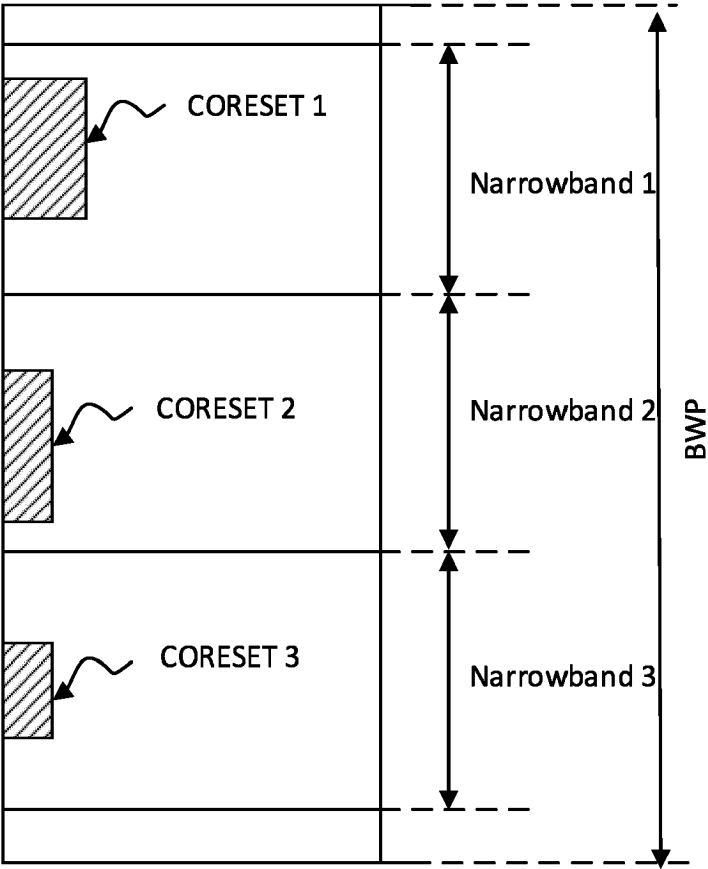 CORESET 1
Narrowband 1
CORESET 2
Narrowband 2
BWP
CORESET 3
Narrowband 3